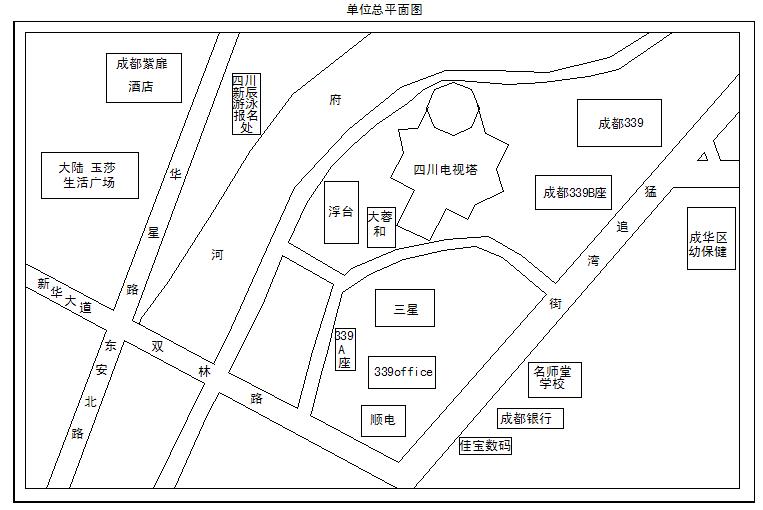 单位总平面图
成都紫扉
酒店
四川
新辰
游泳
报名
处
府
河
成都339
大陆 玉莎
生活广场
华
星
路
四川电视塔
成都339B座
猛
追
湾
街
浮台
大蓉
和
成华区
幼保健
新
华
大
道
三星
339
A
座
339office
顺电
东
安
北
路
双
林
路
名师堂
学校
成都银行
佳宝数码